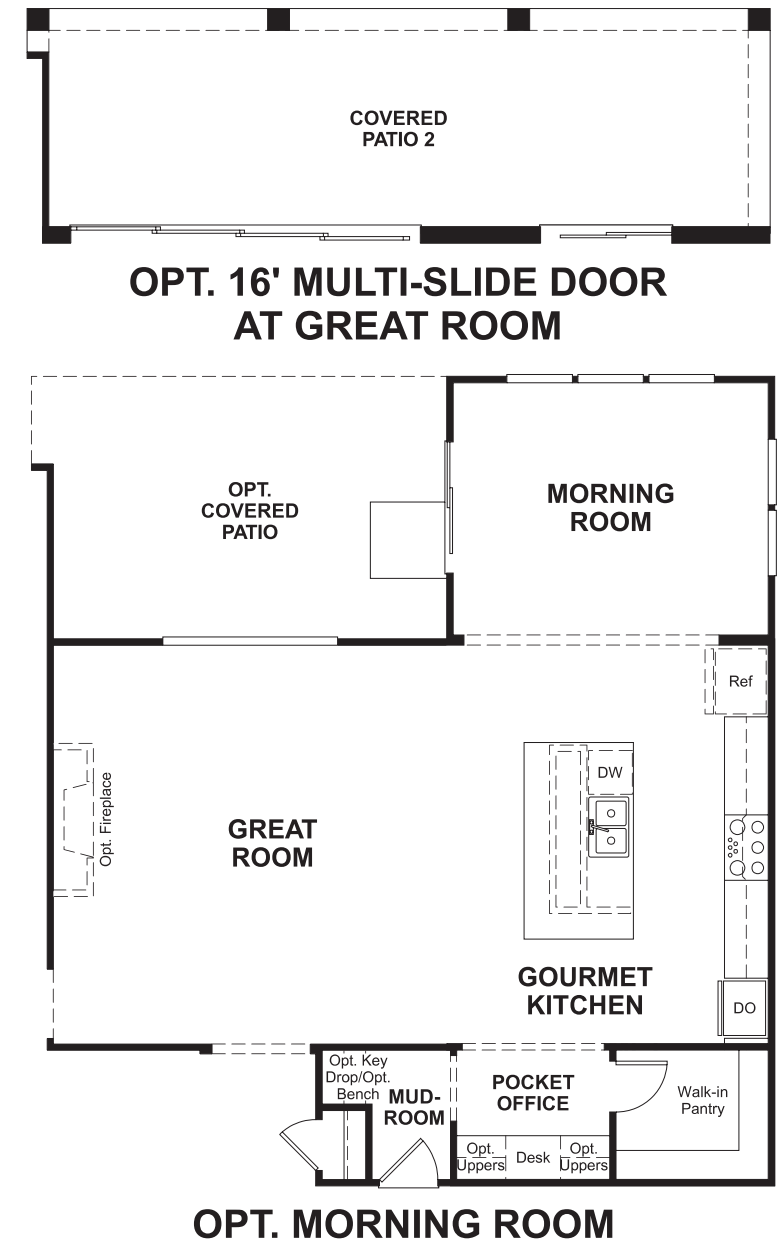 COVERED
PATIO 2
OPT. 16' MULTI-SLIDE DOOR
AT GREAT ROOM
OPT.
COVERED
PATIO
MORNING
ROOM
Ref
DW
Opt. Fireplace
GREAT
ROOM
GOURMET
KITCHEN
DO
Opt. Key
Drop/Opt.
Bench
MUD-
ROOM
POCKET
OFFICE
Walk-in
Pantry
Opt.
Uppers
Desk
Opt.
Uppers
OPT. MORNING ROOM